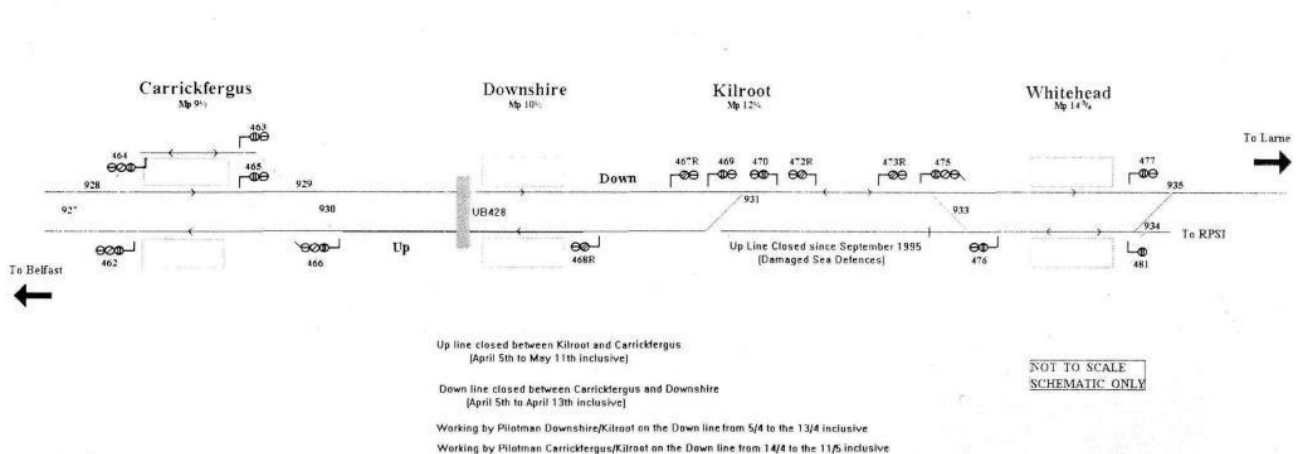 Carrickfergus
Mp 9½
Downshire
Kilroot
Whitehead
To Larne
463
464
465
467R
469
470
472R
473R
475
477
928
929
Down
931
935
930
UB428
933
934
To RPSI
462
466
Up
468R
Up Line Closed since September 1995
(Damaged Sea Defences)
476
481
To Belfast
Up line closed between Kilroot and Carrickfergus
(April 5th to May 11th inclusive)
Down line closed between Carrickfergus and Downshire
(April 5th to April 13th inclusive)
Working by Pilotman Downshire/Kilroot on the Down line from 5/4 to the 13/4 inclusive
Working by Pilotman Carrickfergus/Kilroot on the Down line from 14/4 to the 11/5 inclusive
NOT TO SCALE
SCHEMATIC ONLY